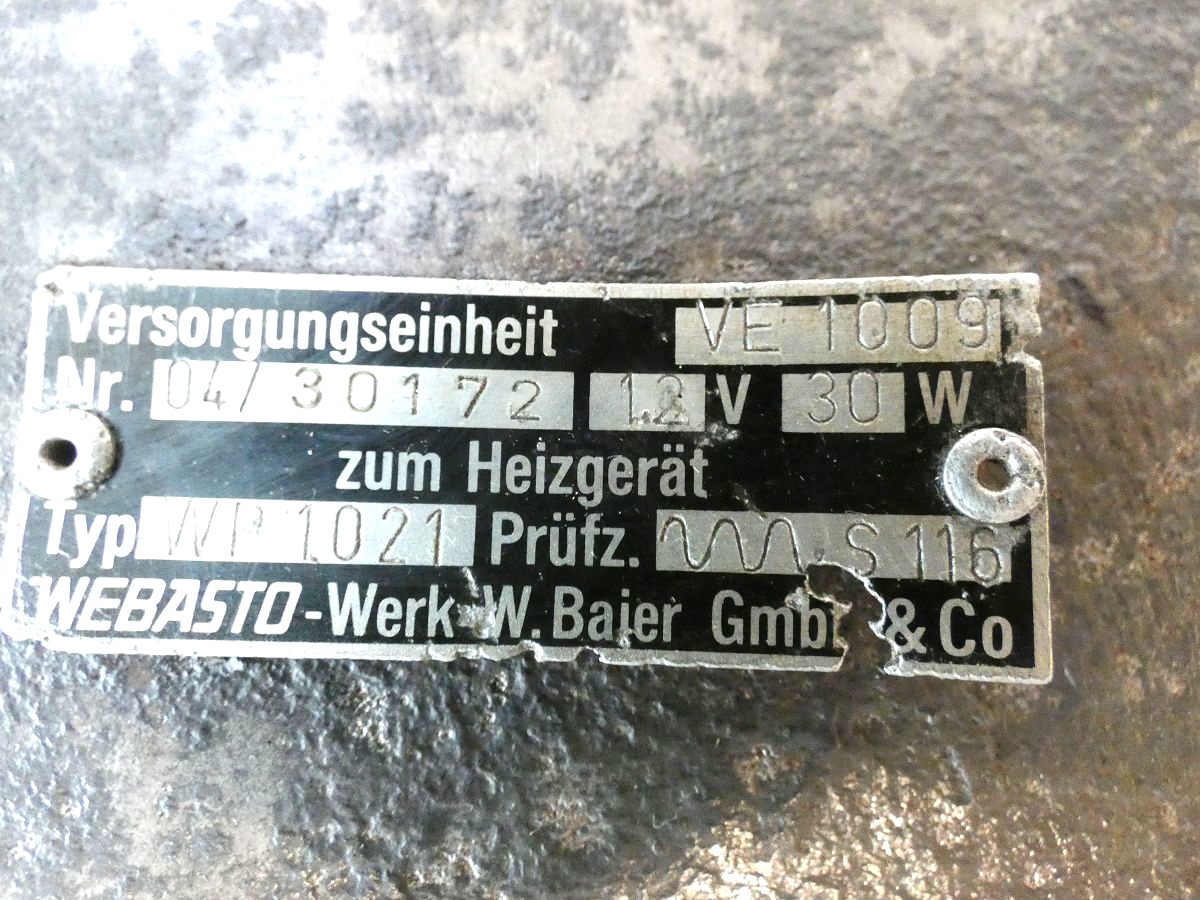 Versorgungseinheit VE 1009
Nr. 04/30172 12 V 30 W
zum Heizgerät
Typ WP 1021 Prüfz. S 116
WEBASTO-Werk W. Baier GmbH & Co